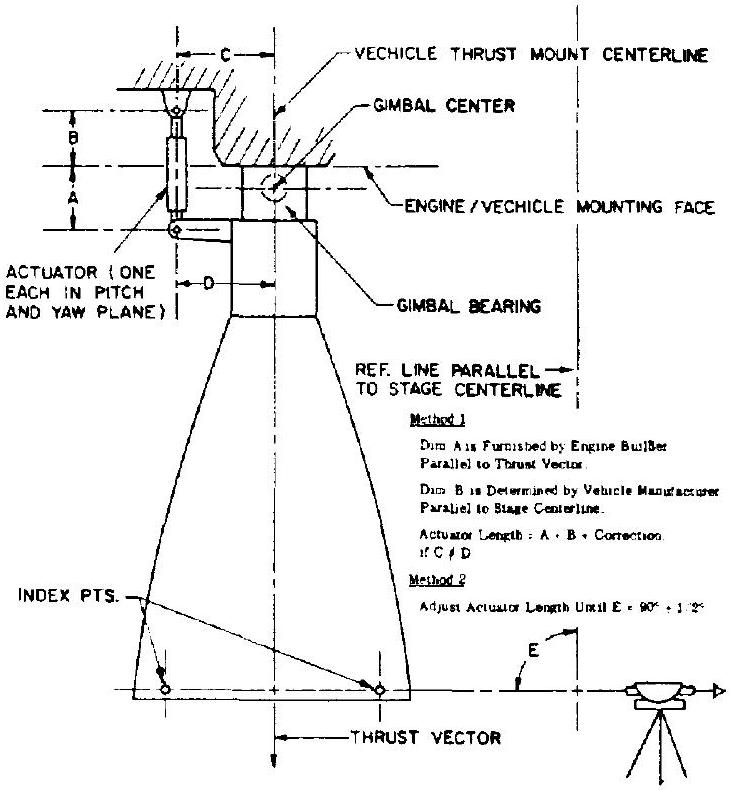 C
VECHICLE THRUST MOUNT CENTERLINE
GIMBAL CENTER
B
A
ENGINE/VECHICLE MOUNTING FACE
ACTUATOR (ONE
EACH IN PITCH
AND YAW PLANE)
D
GIMBAL BEARING
REF. LINE PARALLEL
TO STAGE CENTERLINE
Method 1
Dim A is Furnished by Engine Builder
Parallel to Thrust Vector.
Dim B is Determined by Vehicle Manufacturer
Parallel to Stage Centerline.
Actuator Length = A + B + Correction
if C ≠ D
Method 2
Adjust Actuator Length Until E = 90°
INDEX PTS.
E
THRUST VECTOR